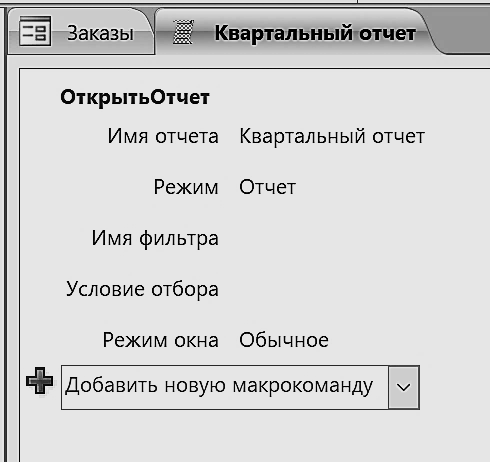 Заказы Квартальный отчет
ОткрытьОтчет
Имя отчета Квартальный отчет
Режим Отчет
Имя фильтра
Условие отбора
Режим окна Обычное
Добавить новую макрокоманду